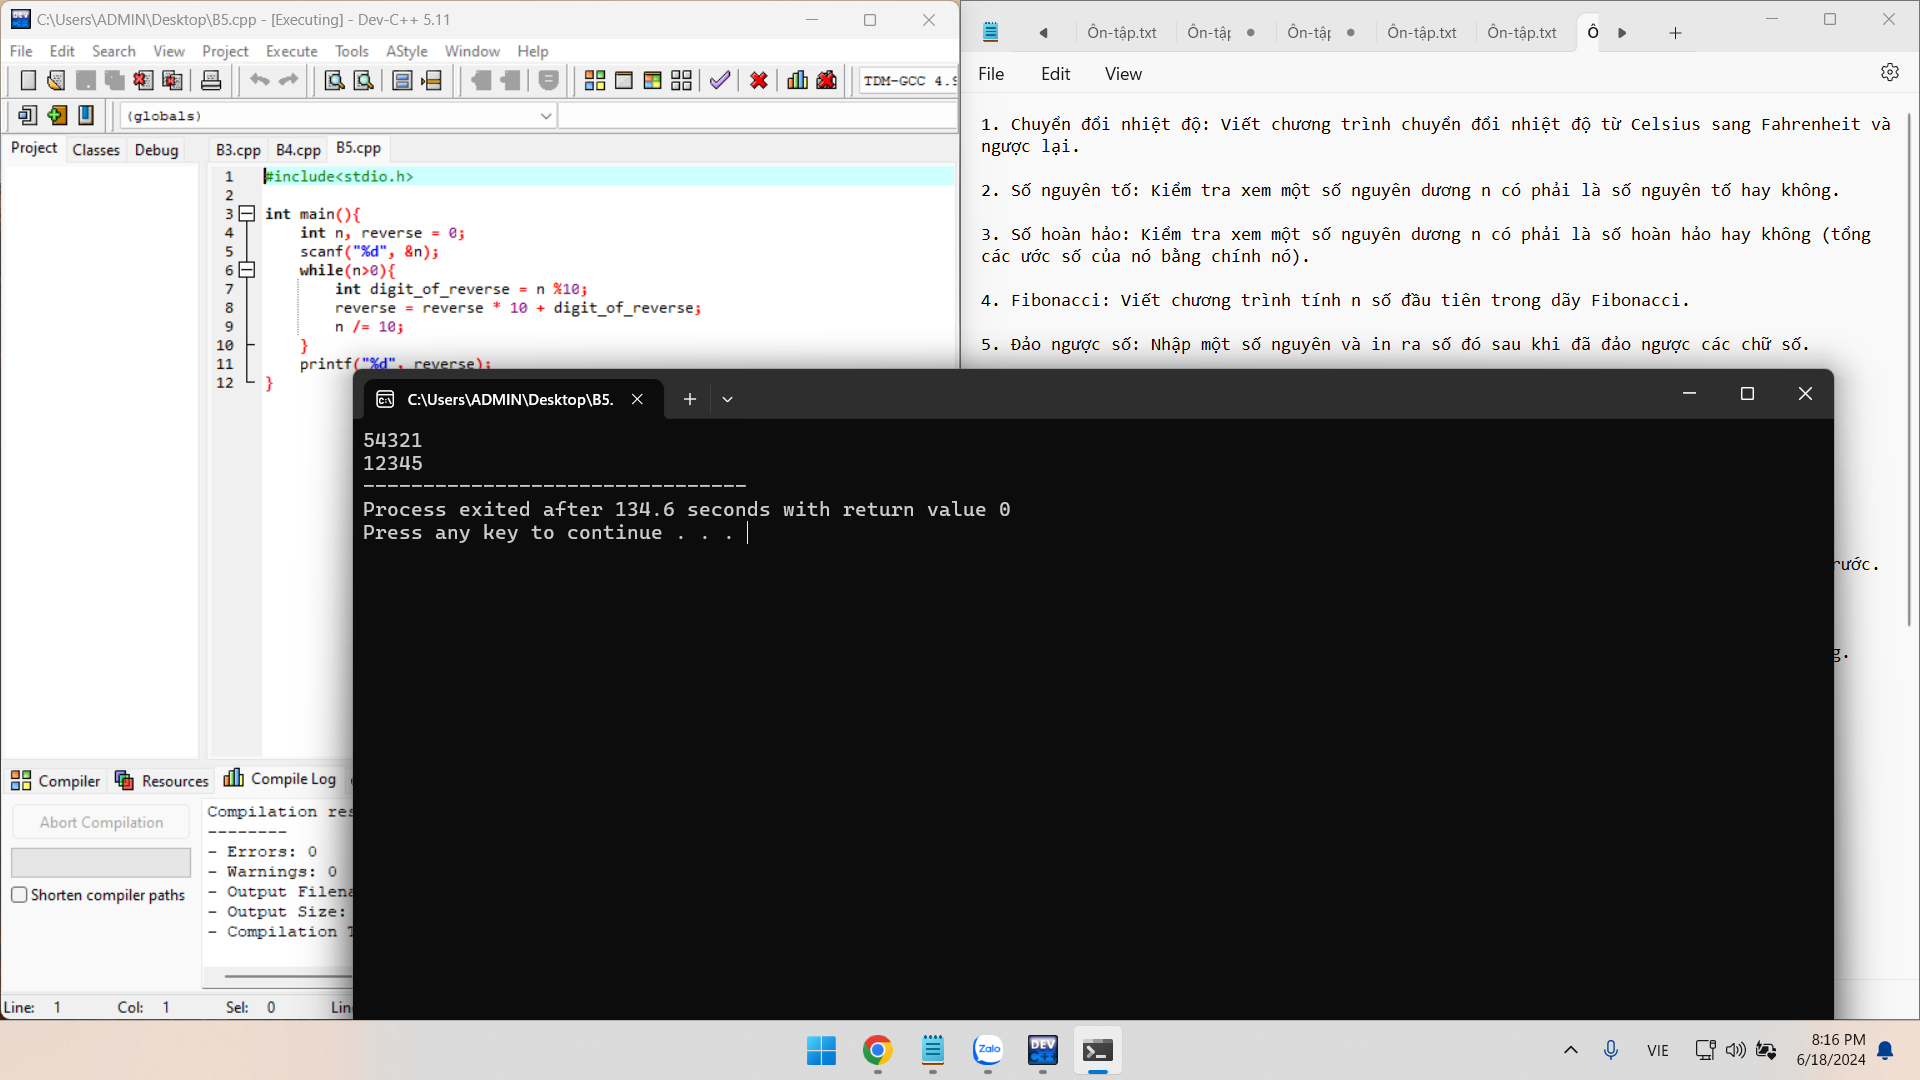 C:\Users\ADMIN\Desktop\B5.cpp - [Executing] - Dev-C++ 5.11
File Edit Search View Project Execute Tools AStyle Window Help
TDM-GCC
(globals)
Project Classes Debug
B3.cpp B4.cpp B5.cpp
1 #include<stdio.h>
2
3 int main(){
4 int n, reverse = 0;
5 scanf("%d", &n);
6 while(n>0){
7 int digit_of_reverse = n %10;
8 reverse = reverse * 10 + digit_of_reverse;
9 n /= 10;
10 }
11 printf("%d", reverse);
12 }
Compiler Resources Compile Log
Abort Compilation
Shorten compiler paths
Compilation
--------
- Errors: 0
- Warnings: 0
- Output
- Output Size:
- Compilation
Line: 1 Col: 1 Sel: 0
Ôn-tập.txt Ôn-tập.txt Ôn-tập.txt
File Edit View
1. Chuyển đổi nhiệt độ: Viết chương trình chuyển đổi nhiệt độ từ Celsius sang Fahrenheit và
ngược lại.
2. Số nguyên tố: Kiểm tra xem một số nguyên dương n có phải là số nguyên tố hay không.
3. Số hoàn hảo: Kiểm tra xem một số nguyên dương n có phải là số hoàn hảo hay không (tổng
các ước số của nó bằng chính nó).
4. Fibonacci: Viết chương trình tính n số đầu tiên trong dãy Fibonacci.
5. Đảo ngược số: Nhập một số nguyên và in ra số đó sau khi đã đảo ngược các chữ số.
C:\Users\ADMIN\Desktop\B5.
54321
12345
--------------------------------
Process exited after 134.6 seconds with return value 0
Press any key to continue . . .
Zalo
DEV
C++
VIE
8:16 PM
6/18/2024